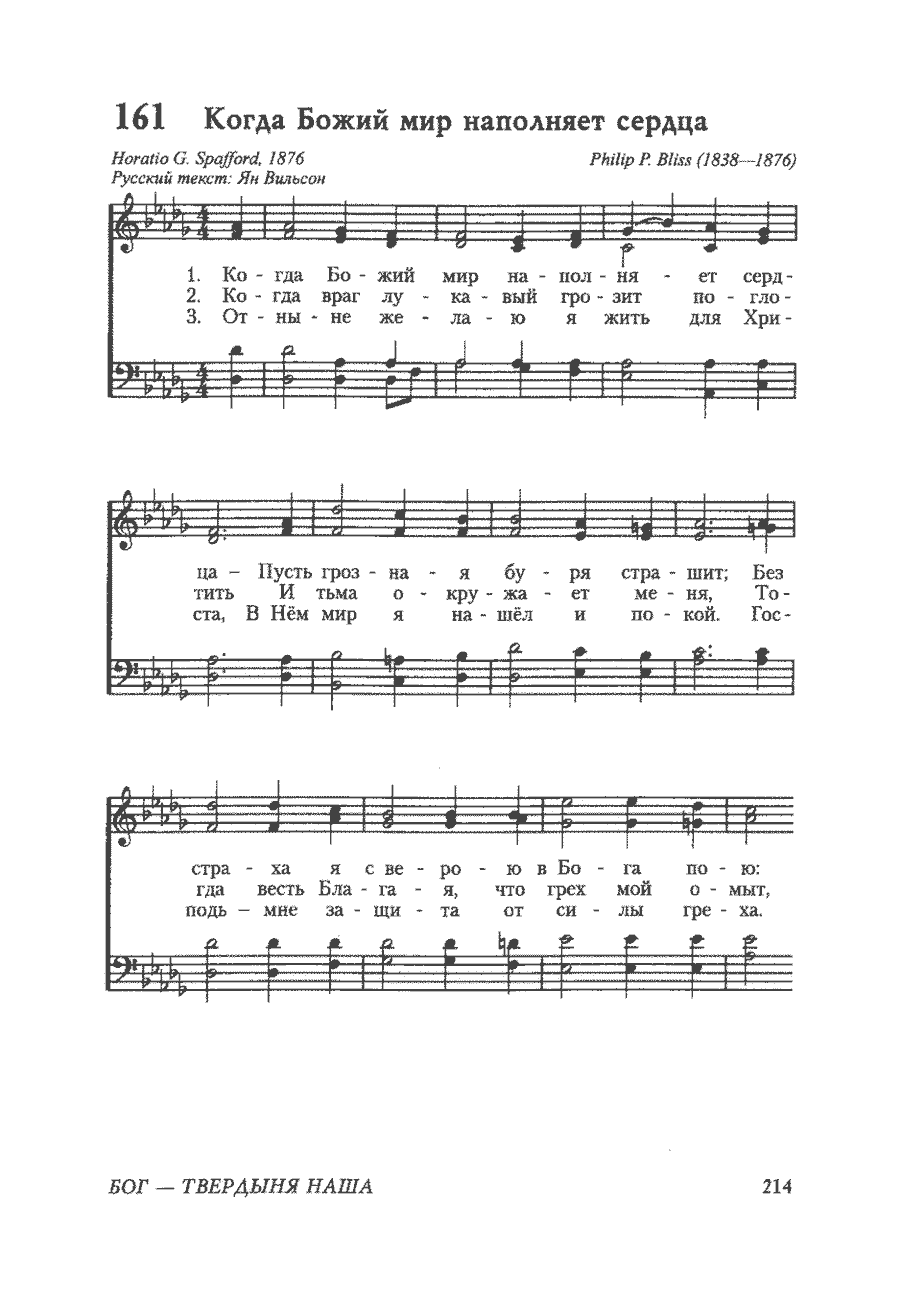 161 Когда Божий мир наполняет сердца
Horatio G. Spafford, 1876 Philip P. Bliss (1838—1876)
Русский текст: Ян Вильсон
1. Ко - гда Бо - жий мир на - пол - ня - ет серд-
2. Ко - гда враг лу - ка - вый гро - зит по - гло-
3. От - ны - не же - ла - ю я жить для Хри-
ца – Пусть гроз - на - я бу - ря стра - шит; Без
тить И тьма о - кру - жа - ет ме - ня, То-
ста, В Нём мир я на - шёл и по - кой. Гос-
стра - ха я с ве - ро - ю в Бо - га по - ю:
гда весть Бла - га - я, что грех мой о - мыт,
подь – мне за - щи - та от си - лы гре - ха.
БОГ — ТВЕРДЫНЯ НАША 214